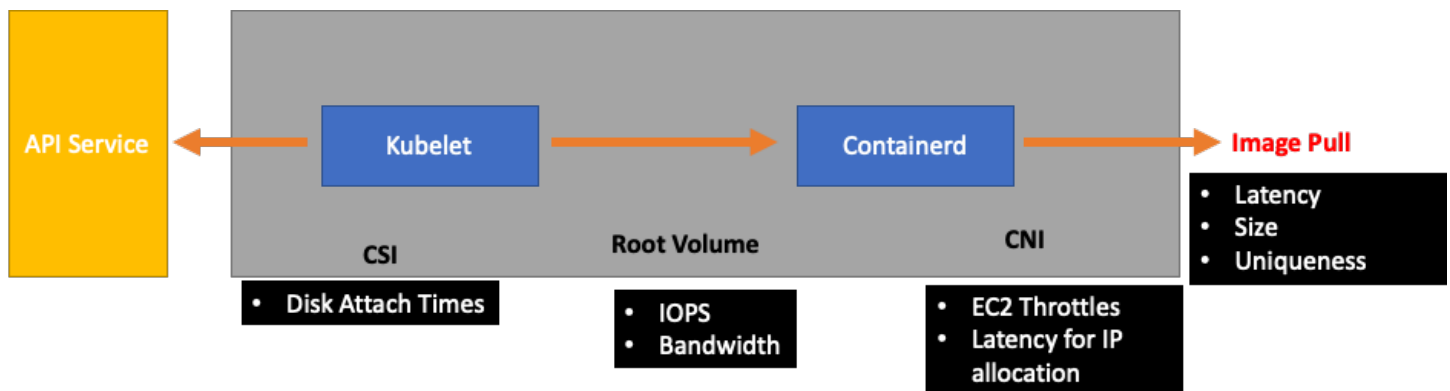 API Service
Kubelet
Containerd
Image Pull
• Latency
• Size
• Uniqueness
CSI
Root Volume
CNI
• Disk Attach Times
• IOPS
• Bandwidth
• EC2 Throttles
• Latency for IP
allocation